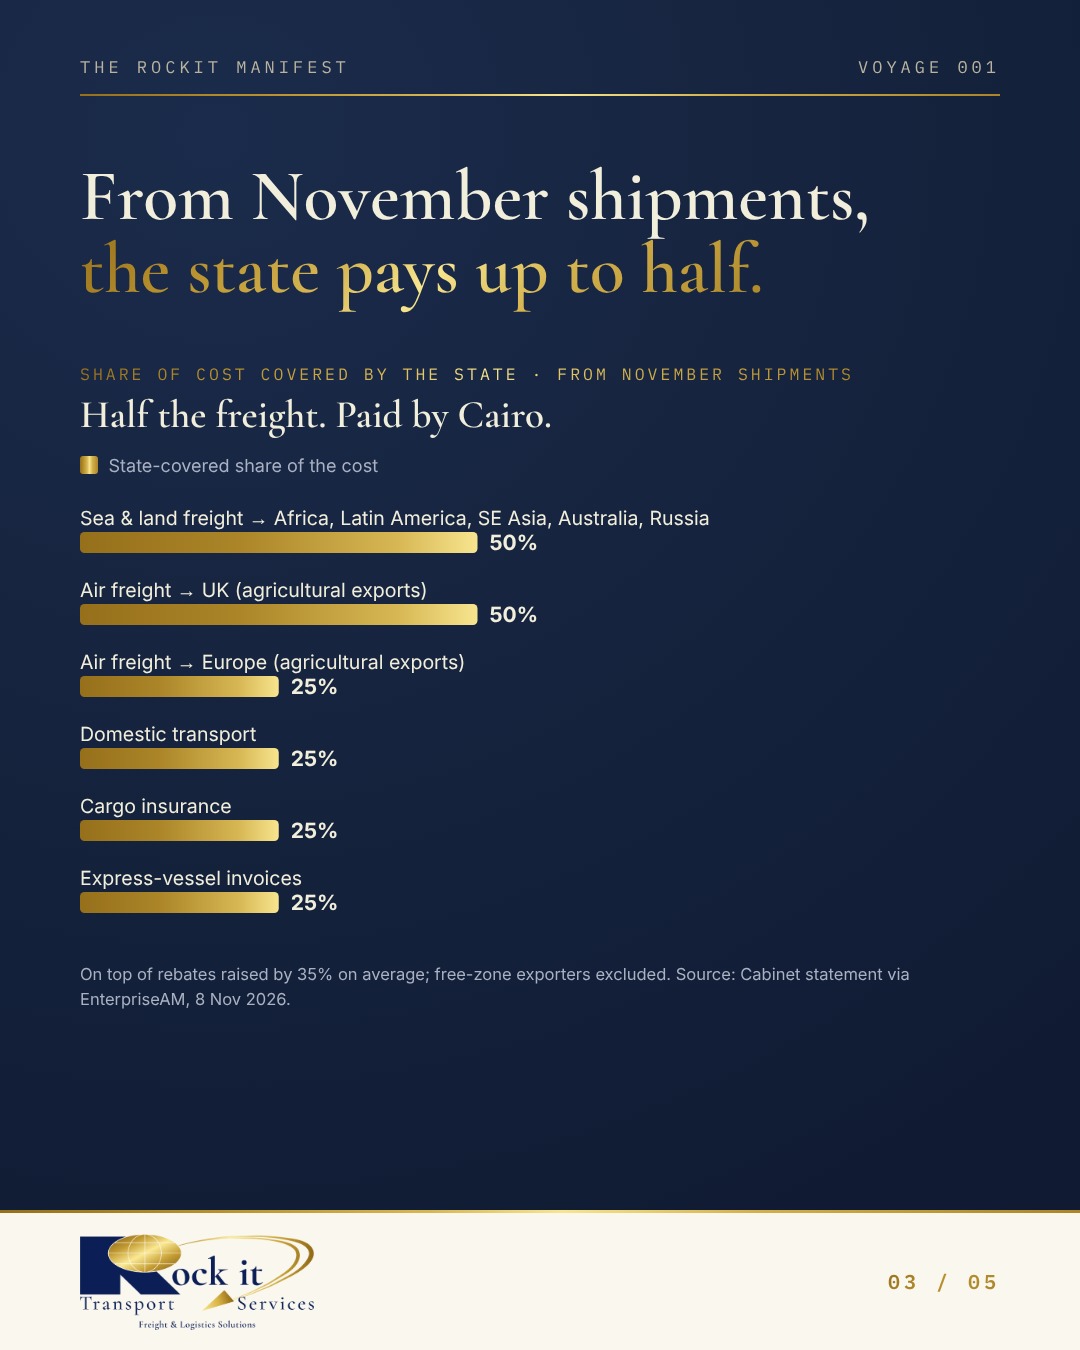 THE ROCKIT MANIFEST
VOYAGE 001
From November shipments,
the state pays up to half.
SHARE OF COST COVERED BY THE STATE · FROM NOVEMBER SHIPMENTS
Half the freight. Paid by Cairo.
State-covered share of the cost
Sea & land freight → Africa, Latin America, SE Asia, Australia, Russia
50%
Air freight → UK (agricultural exports)
50%
Air freight → Europe (agricultural exports)
25%
Domestic transport
25%
Cargo insurance
25%
Express-vessel invoices
25%
On top of rebates raised by 35% on average; free-zone exporters excluded. Source: Cabinet statement via
EnterpriseAM, 8 Nov 2026.
Rock it
Transport Services
Freight & Logistics Solutions
03 / 05